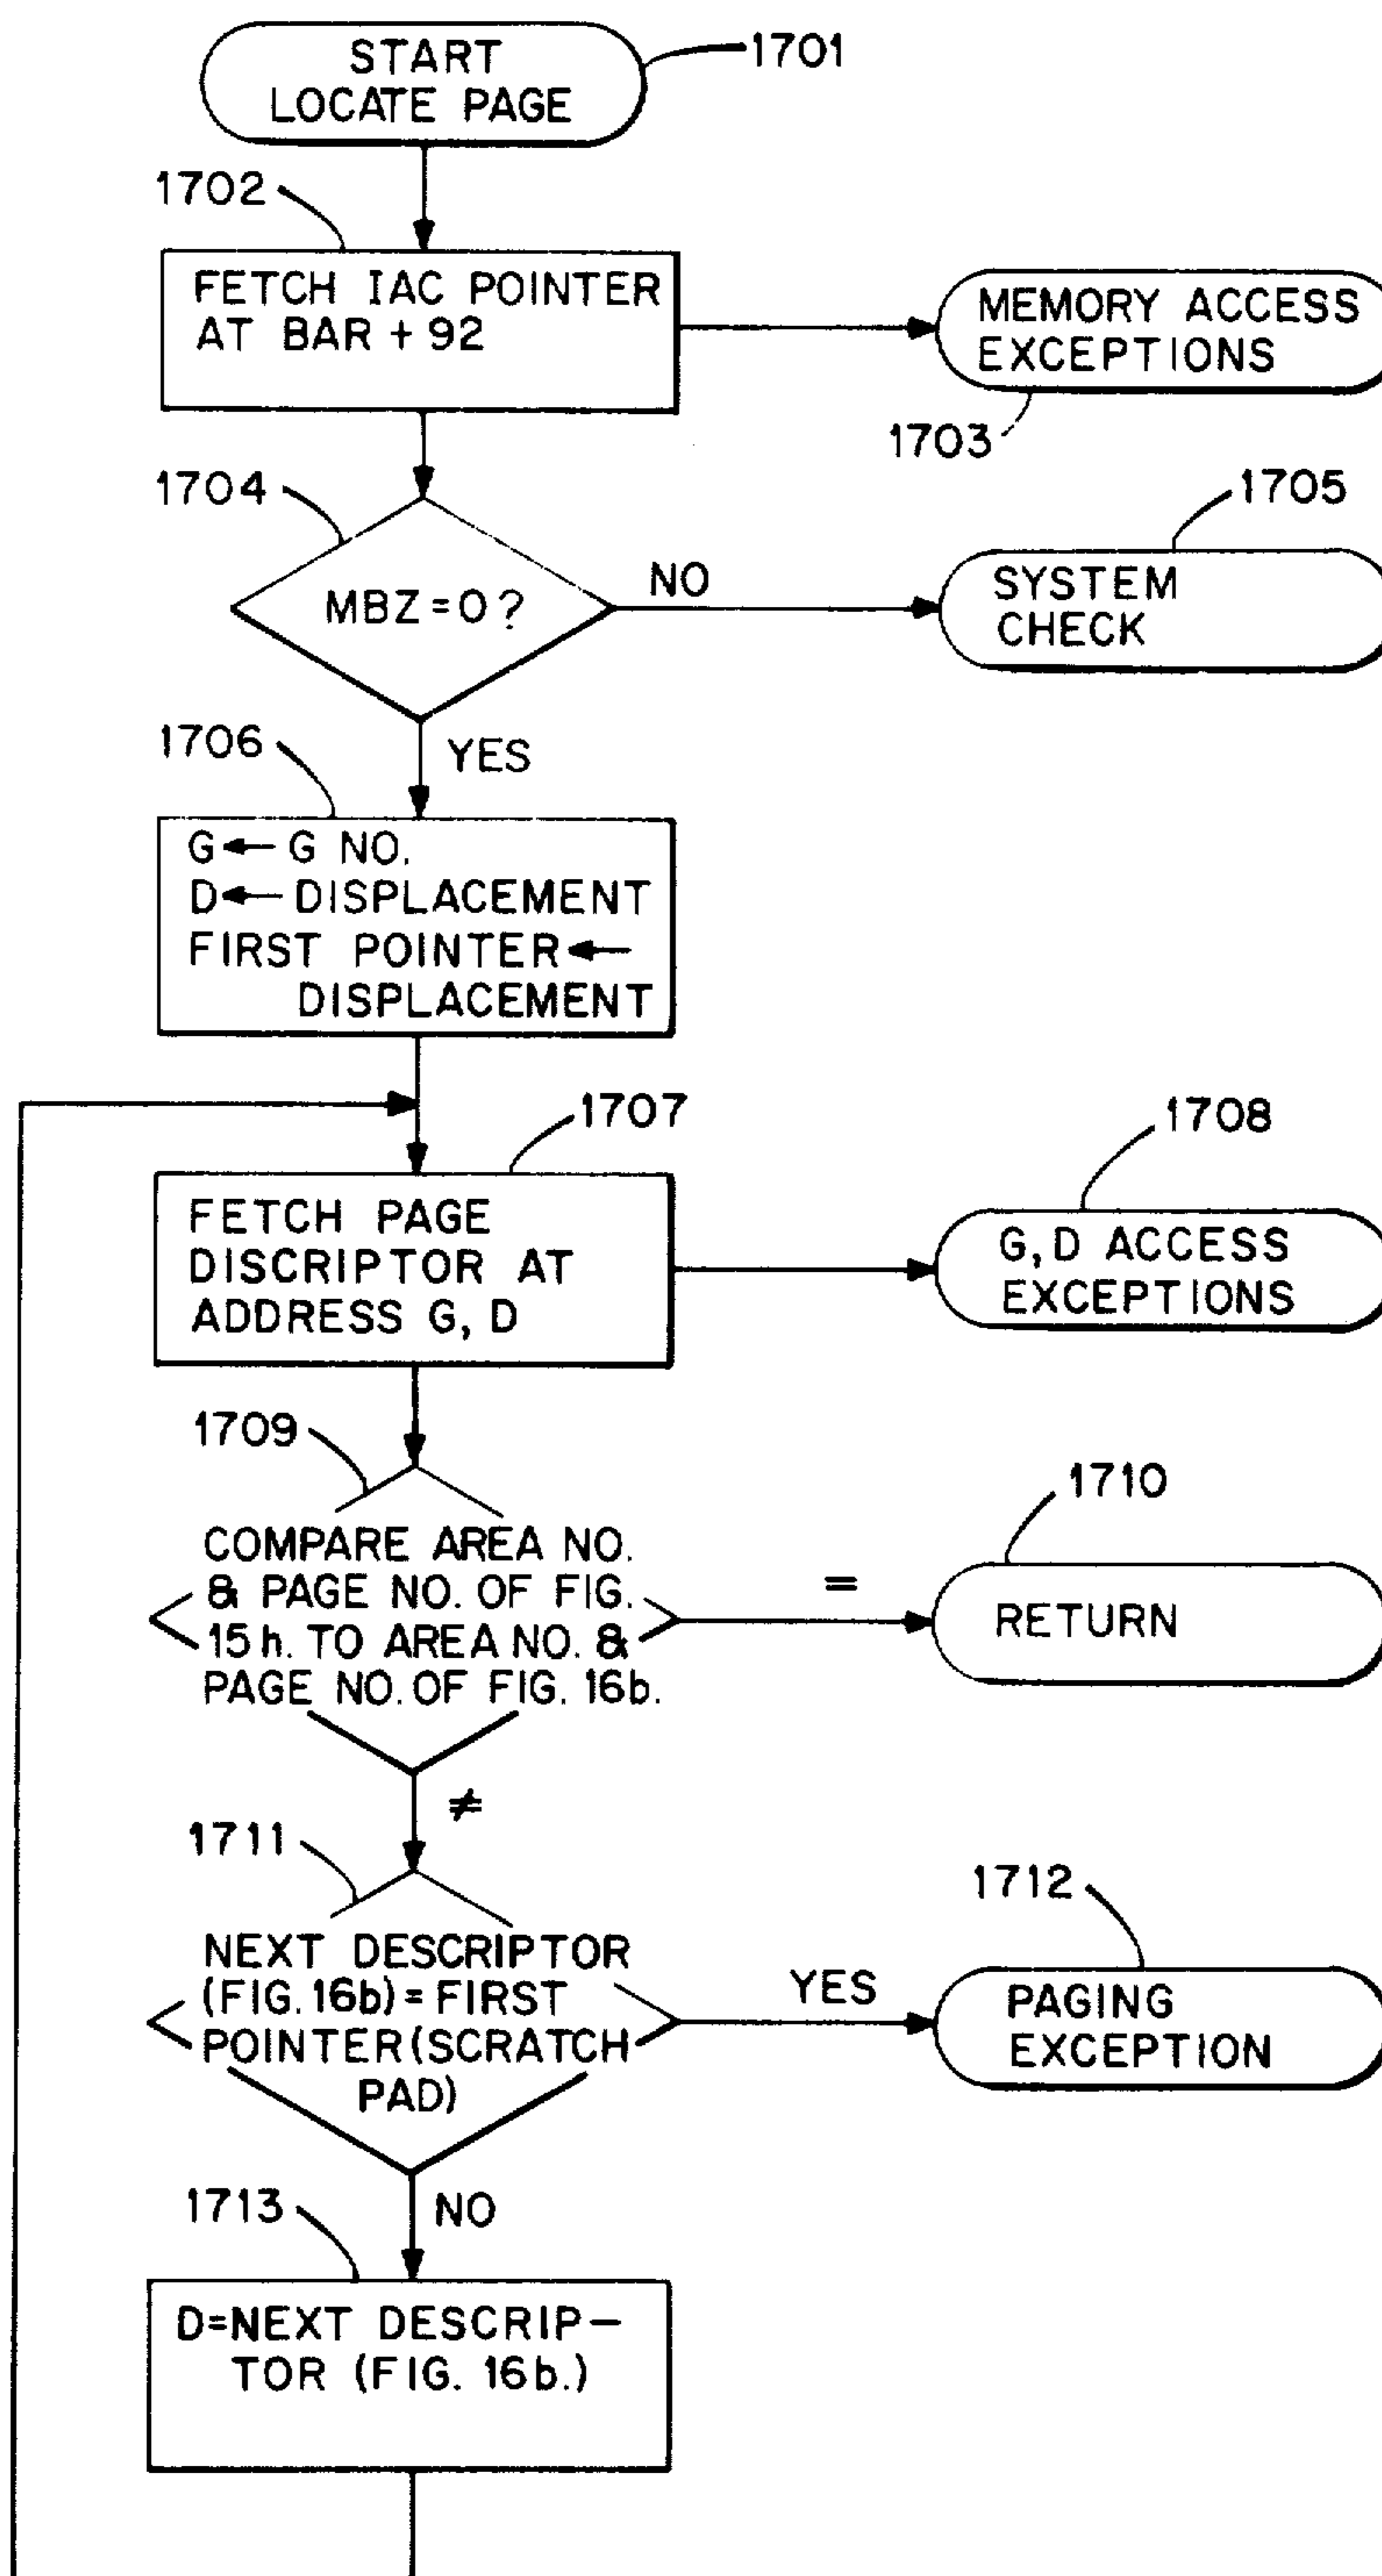 START
LOCATE PAGE
1701
1702
FETCH IAC POINTER
AT BAR + 92
MEMORY ACCESS
EXCEPTIONS
1703
1704
MBZ=0?
NO
1705
SYSTEM
CHECK
YES
1706
G← G NO.
D← DISPLACEMENT
FIRST POINTER←
DISPLACEMENT
1707
FETCH PAGE
DISCRIPTOR AT
ADDRESS G, D
1708
G, D ACCESS
EXCEPTIONS
1709
COMPARE AREA NO.
& PAGE NO. OF FIG.
15h. TO AREA NO. &
PAGE NO. OF FIG. 16b.
=
1710
RETURN
≠
1711
NEXT DESCRIPTOR
(FIG. 16b) = FIRST
POINTER (SCRATCH
PAD)
YES
1712
PAGING
EXCEPTION
NO
1713
D=NEXT DESCRIP-
TOR (FIG. 16b.)